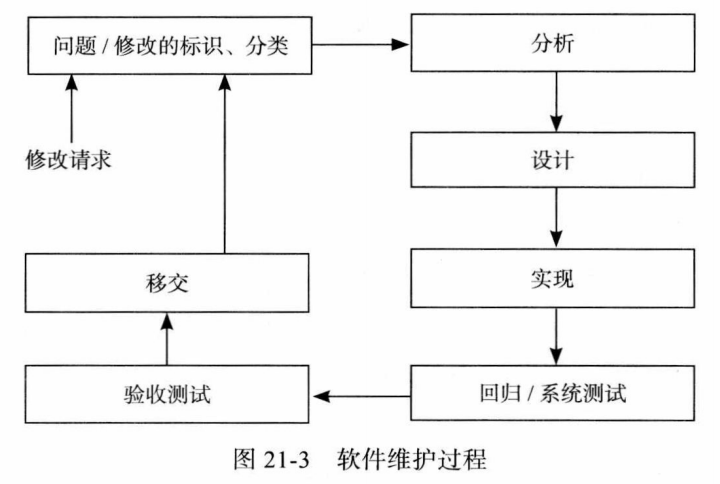 问题 / 修改的标识、分类
分析
修改请求
设计
移交
实现
验收测试
回归 / 系统测试
图 21-3 软件维护过程